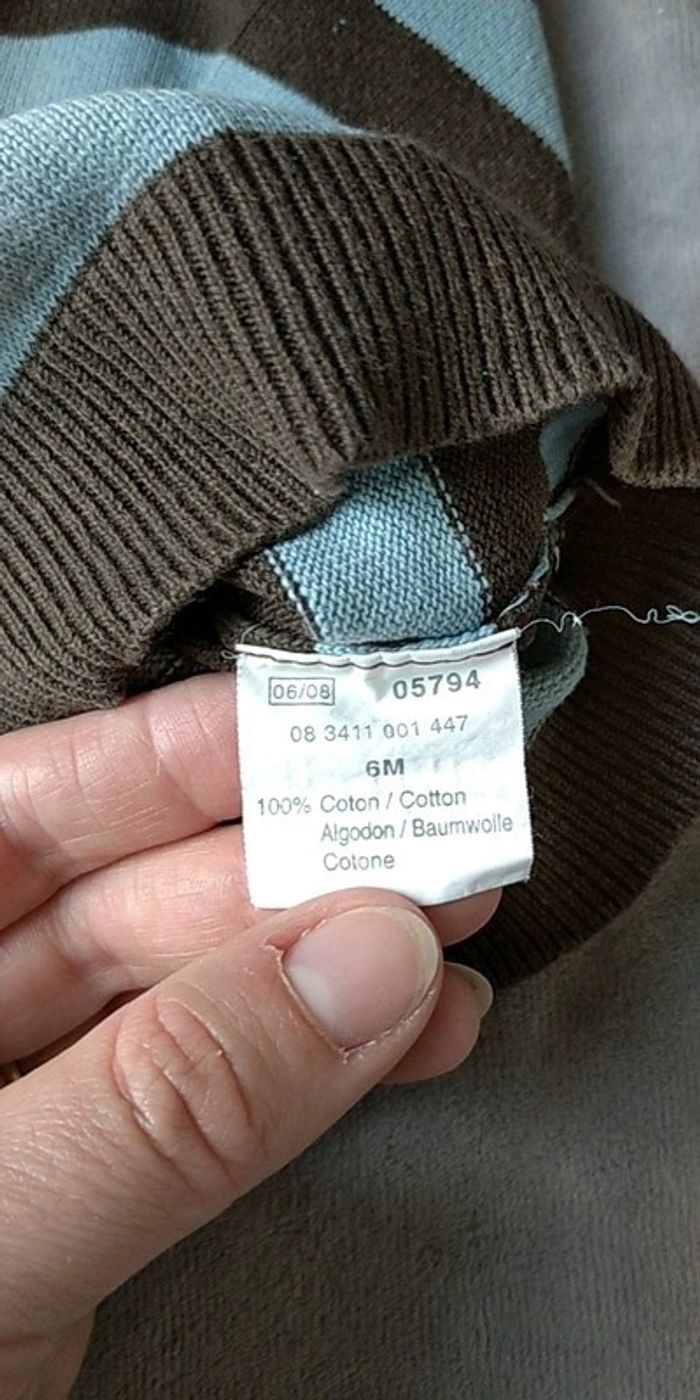 06/08 05794
08 3411 001 447
6M
100% Coton / Cotton
Algodon / Baumwolle
Cotone